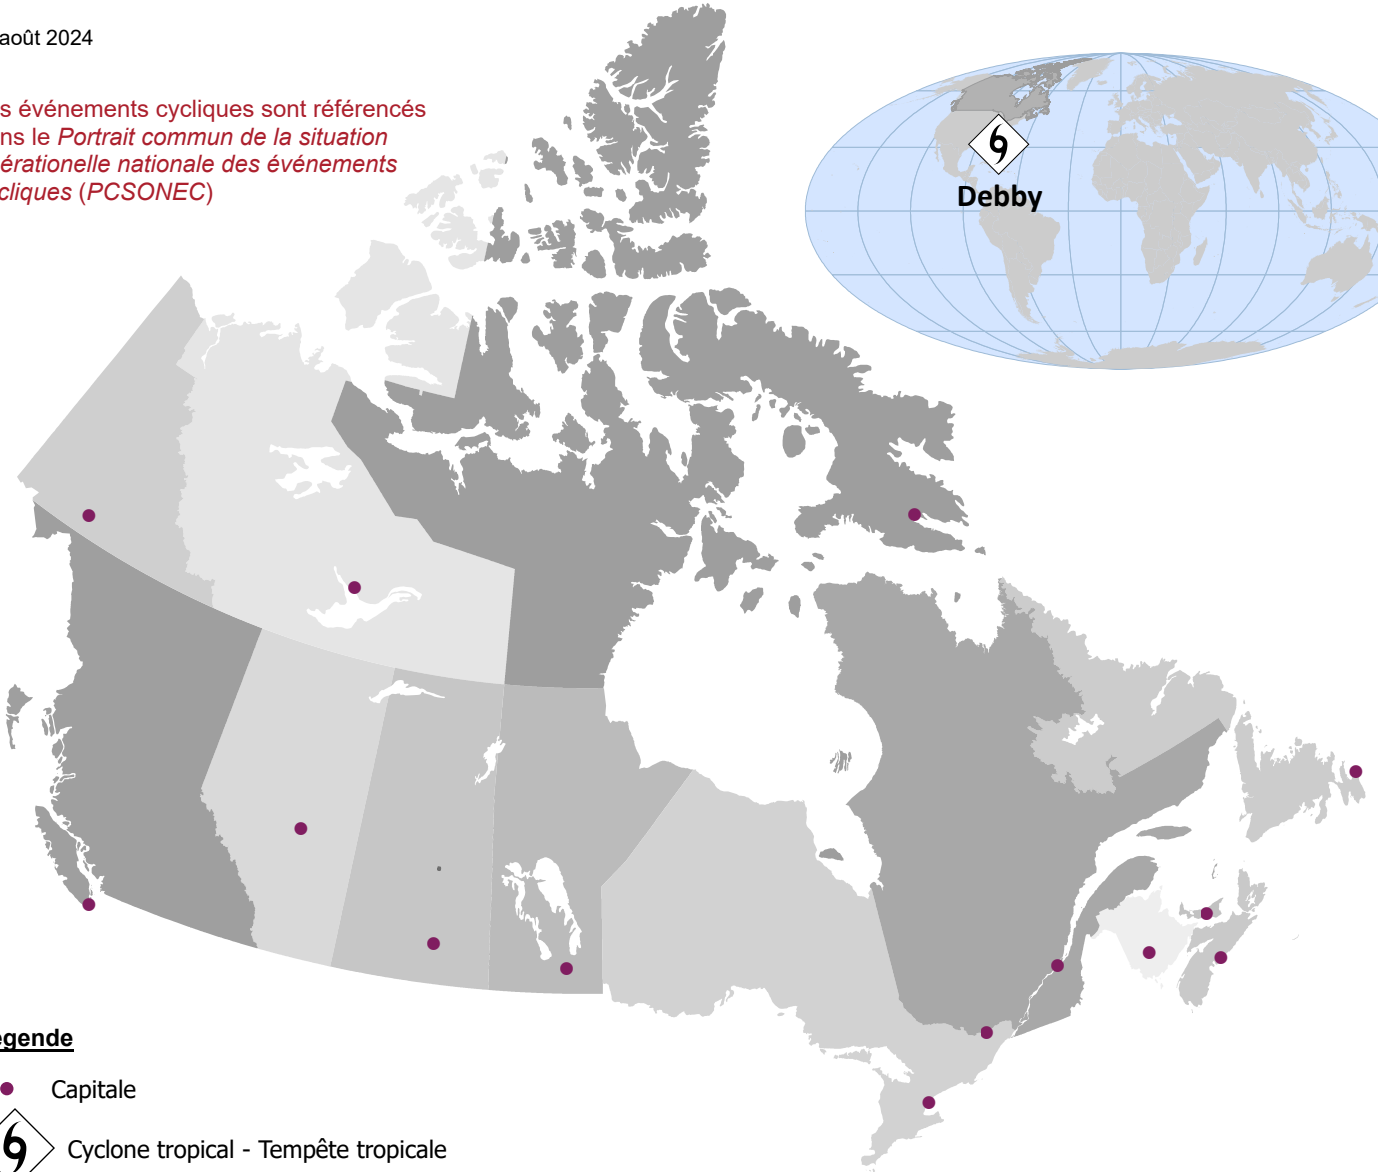 août 2024
s événements cycliques sont référencés
ns le Portrait commun de la situation
érationelle nationale des événements
cliques (PCSONEC)
Debby
gende
Capitale
Cyclone tropical - Tempête tropicale